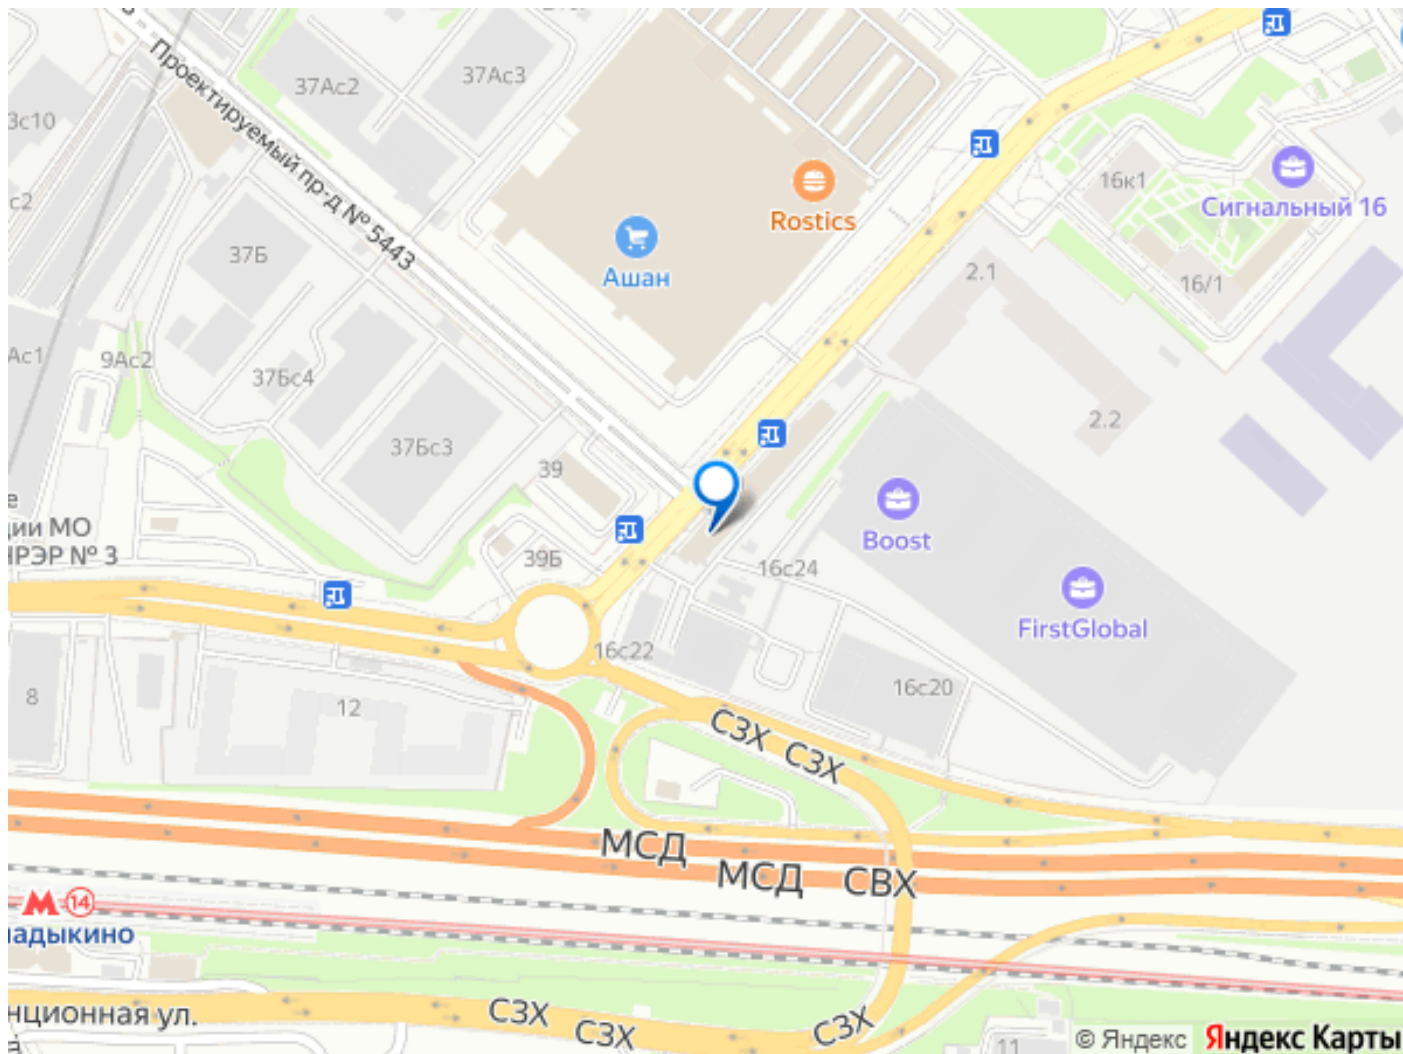 37Ас2
37Ас3
3с10
Проектируемый пр-д № 5443
Rostics
16к1
Сигнальный 16
с2
37Б
Ашан
2.1
16/1
Ас1
9Ас2
37Бс4
37Бс3
39
2.2
Boost
ции МО
№ 3
39Б
16с24
FirstGlobal
16с22
8
12
16с20
СЗХ СЗХ
МСД
МСД СВХ
14
адыкино
нционная ул.
СЗХ СЗХ
СЗХ
11
© Яндекс Яндекс Карты